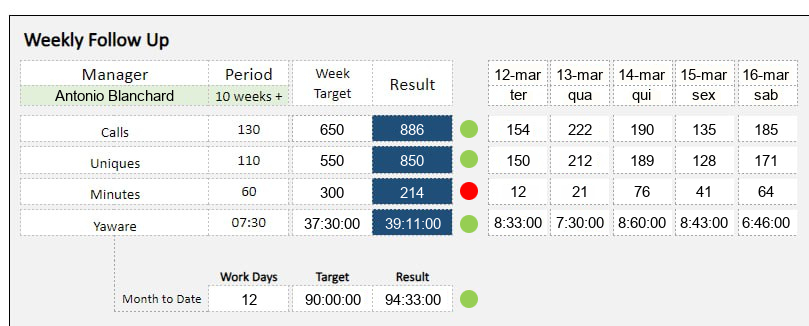 Weekly Follow Up
Manager Period Week Target Result 12-mar 13-mar 14-mar 15-mar 16-mar
Antonio Blanchard 10 weeks + ter qua qui sex sab
Calls 130 650 886 154 222 190 135 185
Uniques 110 550 850 150 212 189 128 171
Minutes 60 300 214 12 21 76 41 64
Yaware 07:30 37:30:00 39:11:00 8:33:00 7:30:00 8:60:00 8:43:00 6:46:00
Work Days Target Result
Month to Date 12 90:00:00 94:33:00